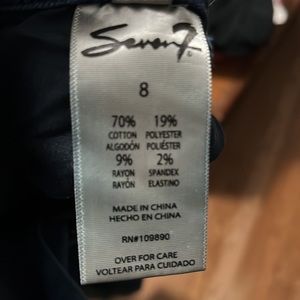 Seven7
8
70% 19%
COTTON POLYESTER
ALGODÓN POLIÉSTER
9% 2%
RAYON SPANDEX
RAYÓN ELASTINO
MADE IN CHINA
HECHO EN CHINA
RN#109890
OVER FOR CARE
VOLTEAR PARA CUIDADO